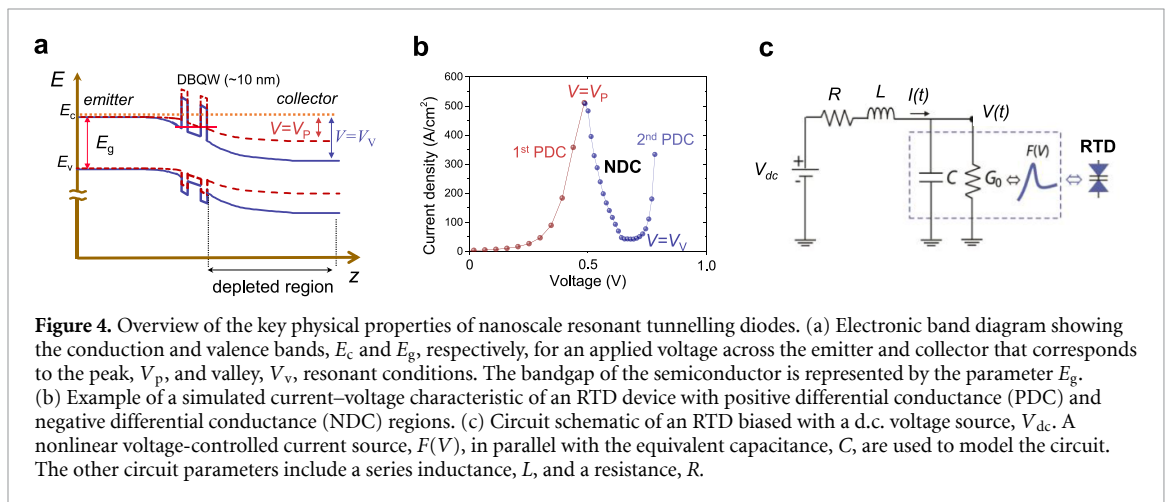 a
E
DBQW (~10 nm)
emitter
collector
Ec
V=VP
V=VV
Eg
Ev
depleted region
z
b
600
500
400
300
200
100
0
Current density (A/cm²)
V=VP
1st PDC
NDC
2nd PDC
V=VV
0
0.5
1.0
Voltage (V)
c
R
L
I(t)
V(t)
Vdc
+
-
C
G0
F(V)
RTD
Figure 4. Overview of the key physical properties of nanoscale resonant tunnelling diodes. (a) Electronic band diagram showing
the conduction and valence bands, Ec and Eg, respectively, for an applied voltage across the emitter and collector that corresponds
to the peak, Vp, and valley, Vv, resonant conditions. The bandgap of the semiconductor is represented by the parameter Eg.
(b) Example of a simulated current–voltage characteristic of an RTD device with positive differential conductance (PDC) and
negative differential conductance (NDC) regions. (c) Circuit schematic of an RTD biased with a d.c. voltage source, Vdc. A
nonlinear voltage-controlled current source, F(V), in parallel with the equivalent capacitance, C, are used to model the circuit.
The other circuit parameters include a series inductance, L, and a resistance, R.